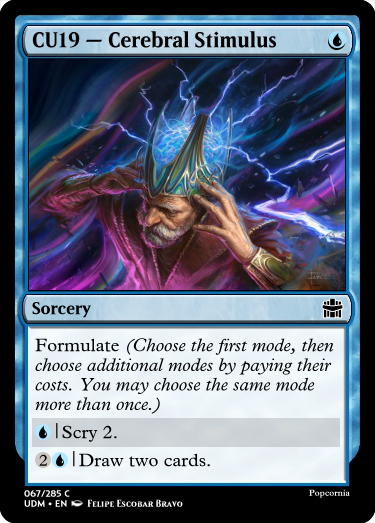 CU19 — Cerebral Stimulus
Sorcery
Formulate (Choose the first mode, then
choose additional modes by paying their
costs. You may choose the same mode
more than once.)
Scry 2.
2 Draw two cards.
067/285 C
Popcornia
UDM • EN Felipe Escobar Bravo